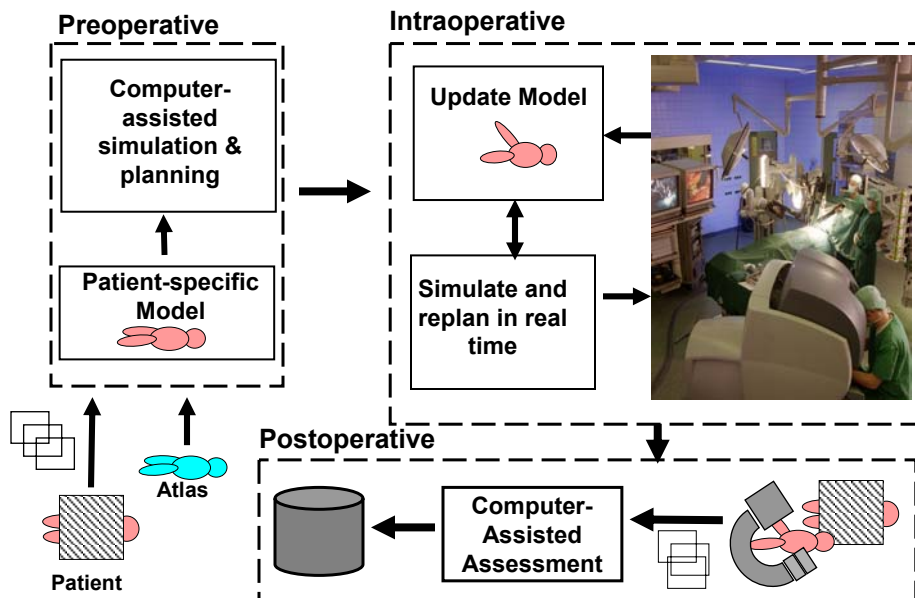 Preoperative
Computer-
assisted
simulation &
planning
Patient-specific
Model
Patient
Atlas
Intraoperative
Update Model
Simulate and
replan in real
time
Postoperative
Computer-
Assisted
Assessment